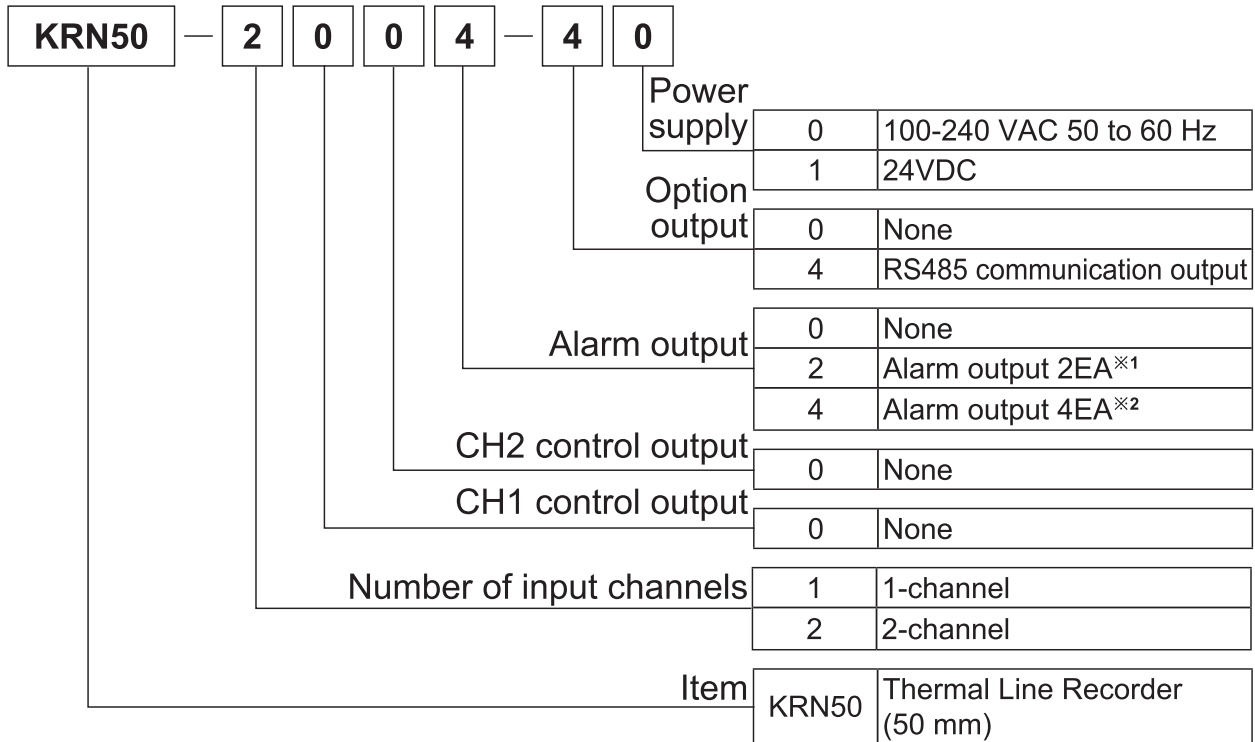 KRN50 — 2 0 0 4 — 4 0
Power
supply
0 100-240 VAC 50 to 60 Hz
1 24VDC
Option
output
0 None
4 RS485 communication output
Alarm output
0 None
2 Alarm output 2EA※1
4 Alarm output 4EA※2
CH2 control output
0 None
CH1 control output
0 None
Number of input channels
1 1-channel
2 2-channel
Item
KRN50 Thermal Line Recorder
(50 mm)